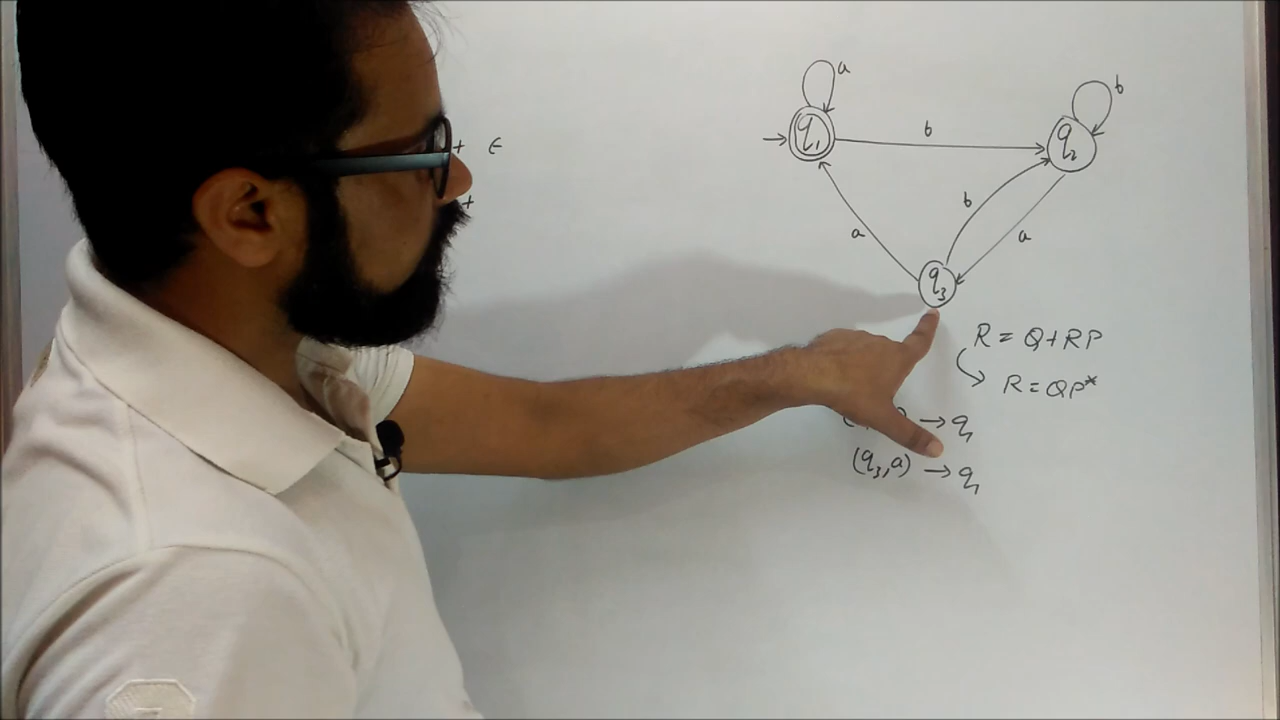 + ϵ
+
a
b
q₁
b
q₂
b
a
a
q₃
R = Q + RP
R = QP*
→ q₁
(q₃, a) → q₁